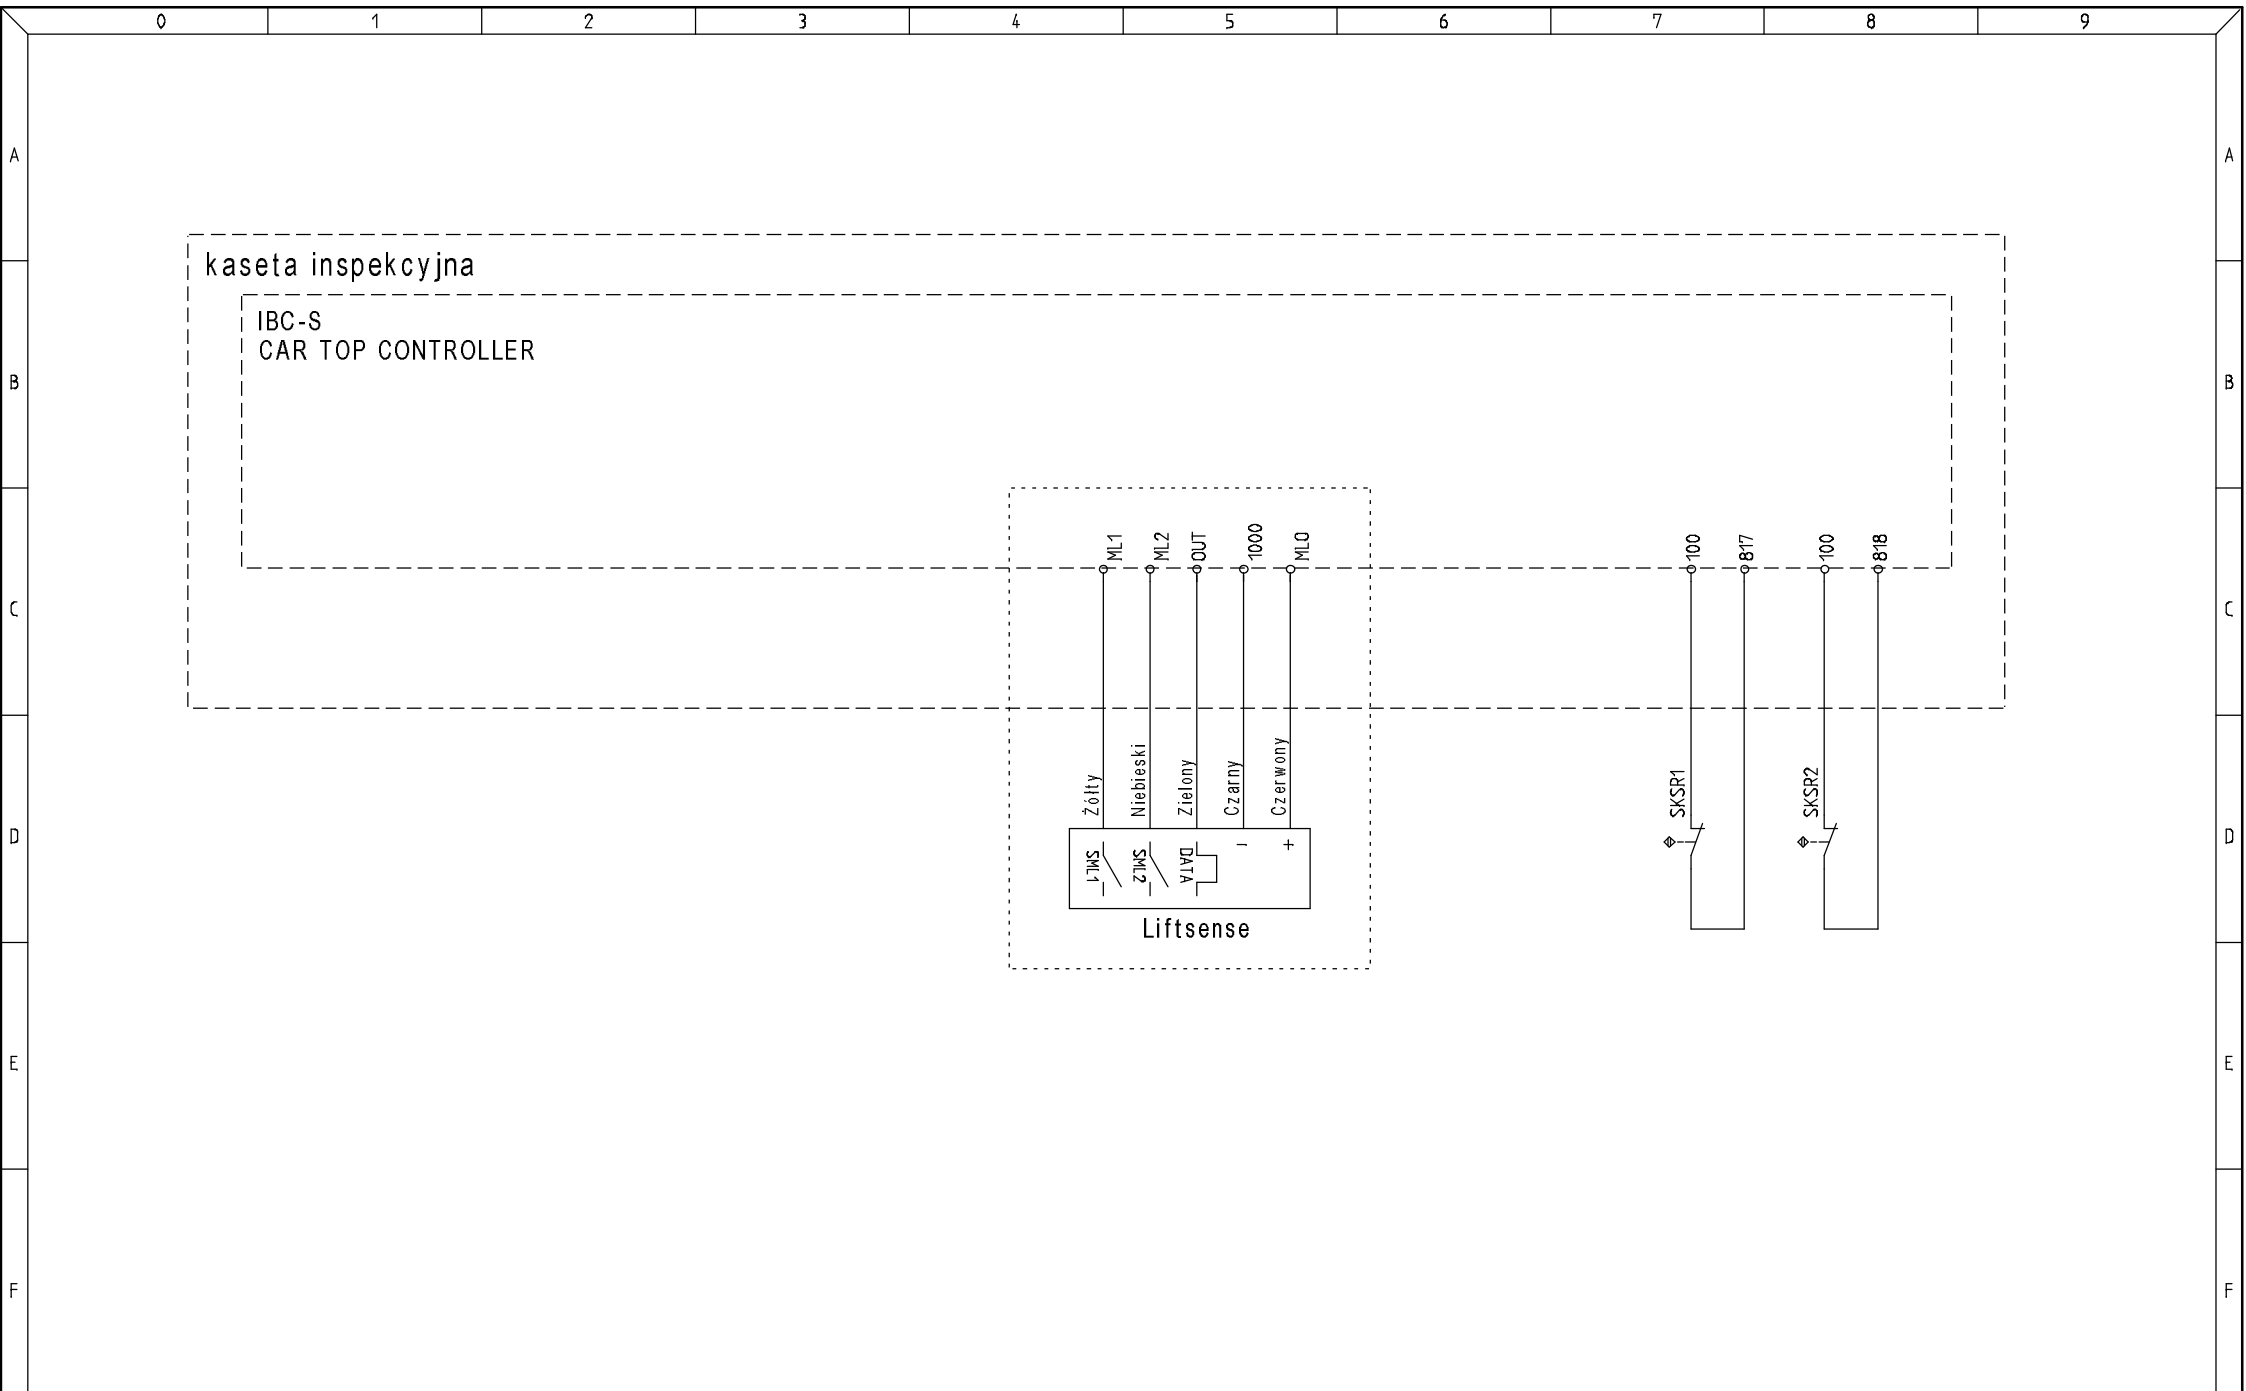 0 1 2 3 4 5 6 7 8 9
A A
kaseta inspekcyjna
IBC-S
CAR TOP CONTROLLER
B B
ML1 ML2 OUT 1000 ML0 100 817 100 818
C C
Żółty Niebieski Zielony Czarny Czerwony SKSR1 SKSR2
SML1 SML2 DATA - +
D D
Liftsense
E E
F F